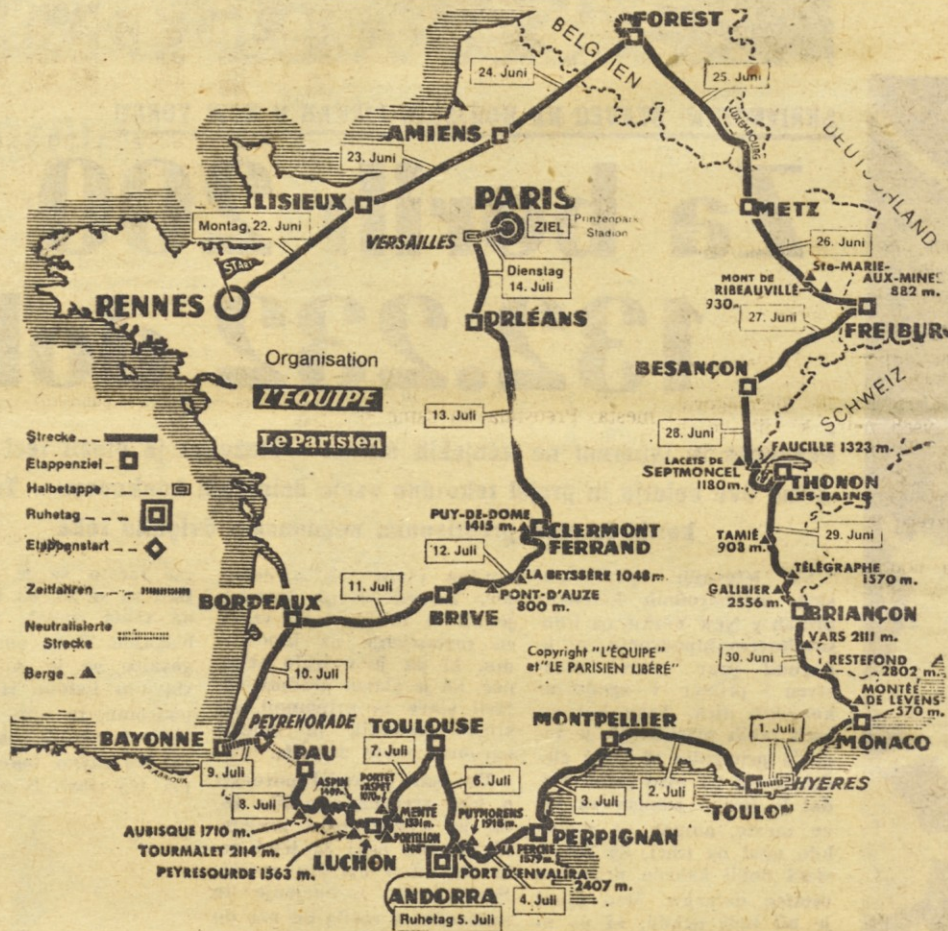 FOREST
BELGIEN
24. Juni
25. Juni
AMIENS
LUXEMBOURG
DEUTSCHLAND
23. Juni
LISIEUX
PARIS
METZ
Montag, 22. Juni
VERSAILLES
ZIEL
Prinzenpark
Stadion
26. Juni
START
Dienstag
14. Juli
Ste-MARIE-
AUX-MINES
882 m.
MONT DE
RIBEAUVILLÉ
930
RENNES
ORLÉANS
27. Juni
FREIBUR
Organisation
BESANÇON
L'EQUIPE
SCHWEIZ
13. Juli
Le Parisien
28. Juni
FAUCILLE 1323 m.
Strecke
LACETS DE
SEPTMONCEL
1180 m.
Etappenziel
THONON
LES-BAINS
Halbetappe
Ruhetag
PUY-DE-DOME
1415 m.
CLERMONT
FERRAND
TAMIÉ
908 m.
29. Juni
Etappenstart
12. Juli
TÉLÉGRAPHE
1570 m.
LA BEYSSÈRE 1048 m
11. Juli
GALIBIER
2556 m.
Zeitfahren
PONT-D'AUZE
800 m.
BORDEAUX
BRIVE
BRIANÇON
Neutralisierte
Strecke
VARS 2111 m.
Copyright "L'ÉQUIPE"
et "LE PARISIEN LIBÉRÉ"
30. Juni
RESTEFOND
2802 m.
Berge
10. Juli
MONTÉE
DE LEVENS
570 m.
PEYREHORADE
TOULOUSE
MONTPELLIER
BAYONNE
1. Juli
MONACO
PAU
7. Juli
9. Juli
6. Juli
2. Juli
HYERES
ASPIN
PORTET
D'ASPET
8. Juli
3. Juli
TOULON
MENTÉ
PUYMORENS
1918 m.
AUBISQUE 1710 m.
PORTILLON
PERPIGNAN
TOURMALET 2114 m.
LUCHON
LA PERCHE
1579 m.
PEYRESOURDE 1563 m.
PORT D'ENVALIRA
2407 m.
ANDORRA
4. Juli
Ruhetag 5. Juli